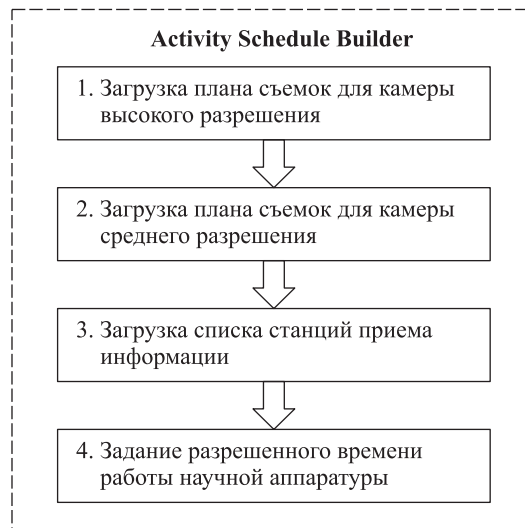 Activity Schedule Builder
1. Загрузка плана съемок для камеры
высокого разрешения
2. Загрузка плана съемок для камеры
среднего разрешения
3. Загрузка списка станций приема
информации
4. Задание разрешенного времени
работы научной аппаратуры